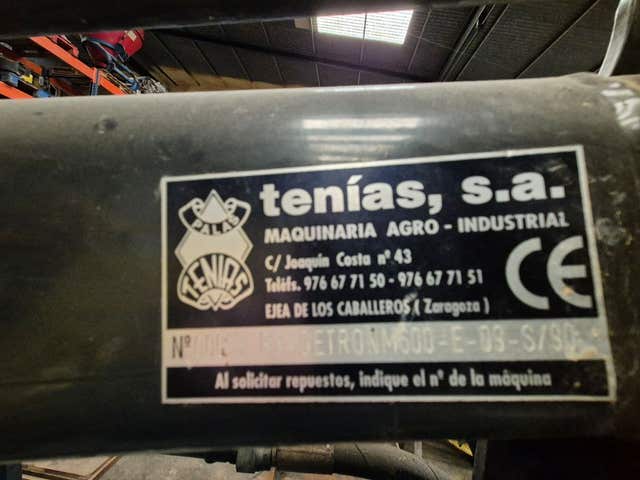 PALAS
TENIAS
tenías, s.a.
MAQUINARIA AGRO - INDUSTRIAL
C/ Joaquín Costa nº 43
Teléfs. 976 67 71 50 - 976 67 71 51
EJEA DE LOS CABALLEROS ( Zaragoza )
CE
Nº
Al solicitar repuestos, indique el nº de la máquina